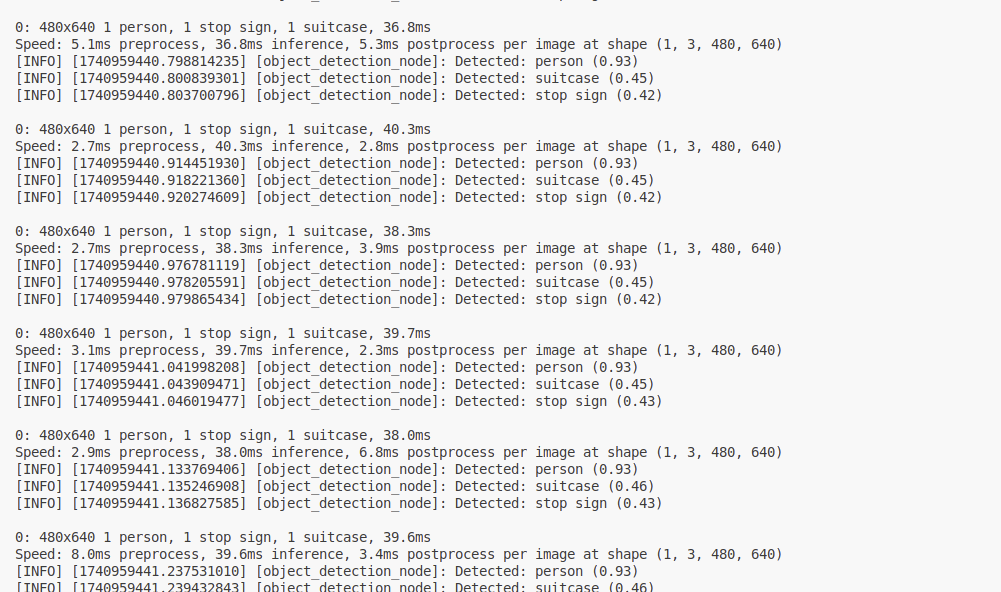 0: 480x640 1 person, 1 stop sign, 1 suitcase, 36.8ms
Speed: 5.1ms preprocess, 36.8ms inference, 5.3ms postprocess per image at shape (1, 3, 480, 640)
[INFO] [1740959440.798814235] [object_detection_node]: Detected: person (0.93)
[INFO] [1740959440.800839301] [object_detection_node]: Detected: suitcase (0.45)
[INFO] [1740959440.803700796] [object_detection_node]: Detected: stop sign (0.42)
0: 480x640 1 person, 1 stop sign, 1 suitcase, 40.3ms
Speed: 2.7ms preprocess, 40.3ms inference, 2.8ms postprocess per image at shape (1, 3, 480, 640)
[INFO] [1740959440.914451930] [object_detection_node]: Detected: person (0.93)
[INFO] [1740959440.918221360] [object_detection_node]: Detected: suitcase (0.45)
[INFO] [1740959440.920274609] [object_detection_node]: Detected: stop sign (0.42)
0: 480x640 1 person, 1 stop sign, 1 suitcase, 38.3ms
Speed: 2.7ms preprocess, 38.3ms inference, 3.9ms postprocess per image at shape (1, 3, 480, 640)
[INFO] [1740959440.976781119] [object_detection_node]: Detected: person (0.93)
[INFO] [1740959440.978205591] [object_detection_node]: Detected: suitcase (0.45)
[INFO] [1740959440.979865434] [object_detection_node]: Detected: stop sign (0.42)
0: 480x640 1 person, 1 stop sign, 1 suitcase, 39.7ms
Speed: 3.1ms preprocess, 39.7ms inference, 2.3ms postprocess per image at shape (1, 3, 480, 640)
[INFO] [1740959441.041998208] [object_detection_node]: Detected: person (0.93)
[INFO] [1740959441.043909471] [object_detection_node]: Detected: suitcase (0.45)
[INFO] [1740959441.046019477] [object_detection_node]: Detected: stop sign (0.43)
0: 480x640 1 person, 1 stop sign, 1 suitcase, 38.0ms
Speed: 2.9ms preprocess, 38.0ms inference, 6.8ms postprocess per image at shape (1, 3, 480, 640)
[INFO] [1740959441.133769406] [object_detection_node]: Detected: person (0.93)
[INFO] [1740959441.135246908] [object_detection_node]: Detected: suitcase (0.46)
[INFO] [1740959441.136827585] [object_detection_node]: Detected: stop sign (0.43)
0: 480x640 1 person, 1 stop sign, 1 suitcase, 39.6ms
Speed: 8.0ms preprocess, 39.6ms inference, 3.4ms postprocess per image at shape (1, 3, 480, 640)
[INFO] [1740959441.237531010] [object_detection_node]: Detected: person (0.93)
[INFO] [1740959441.239432843] [object_detection_node]: Detected: suitcase (0.46)